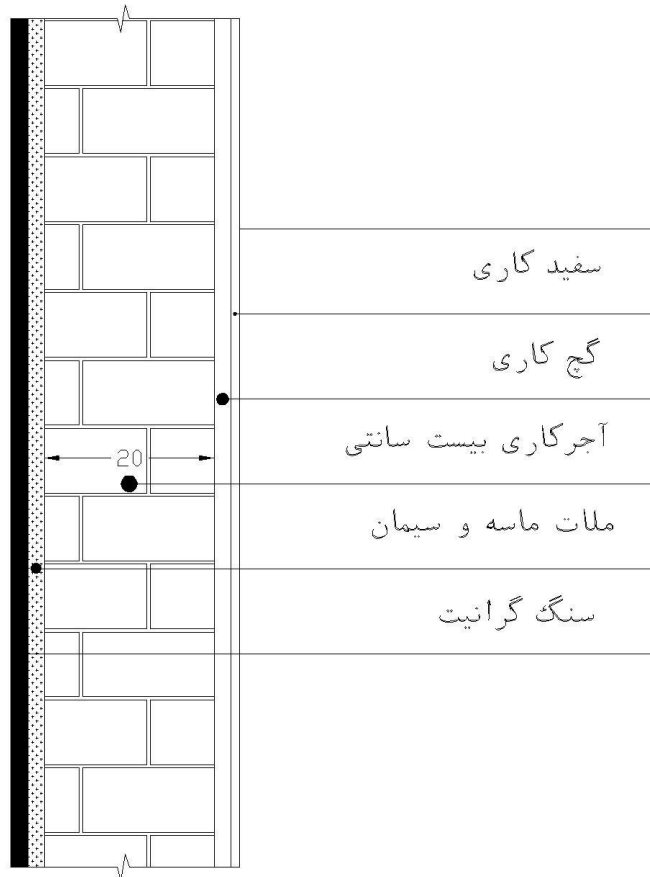 سفید کاری
گچ کاری
آجرکاری بیست سانتی
20
ملات ماسه و سیمان
سنگ گرانیت